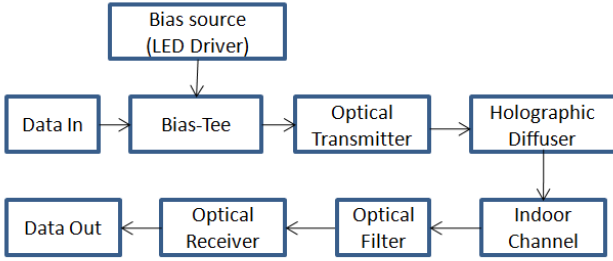 Bias source
(LED Driver)
Data In
Bias-Tee
Optical
Transmitter
Holographic
Diffuser
Data Out
Optical
Receiver
Optical
Filter
Indoor
Channel